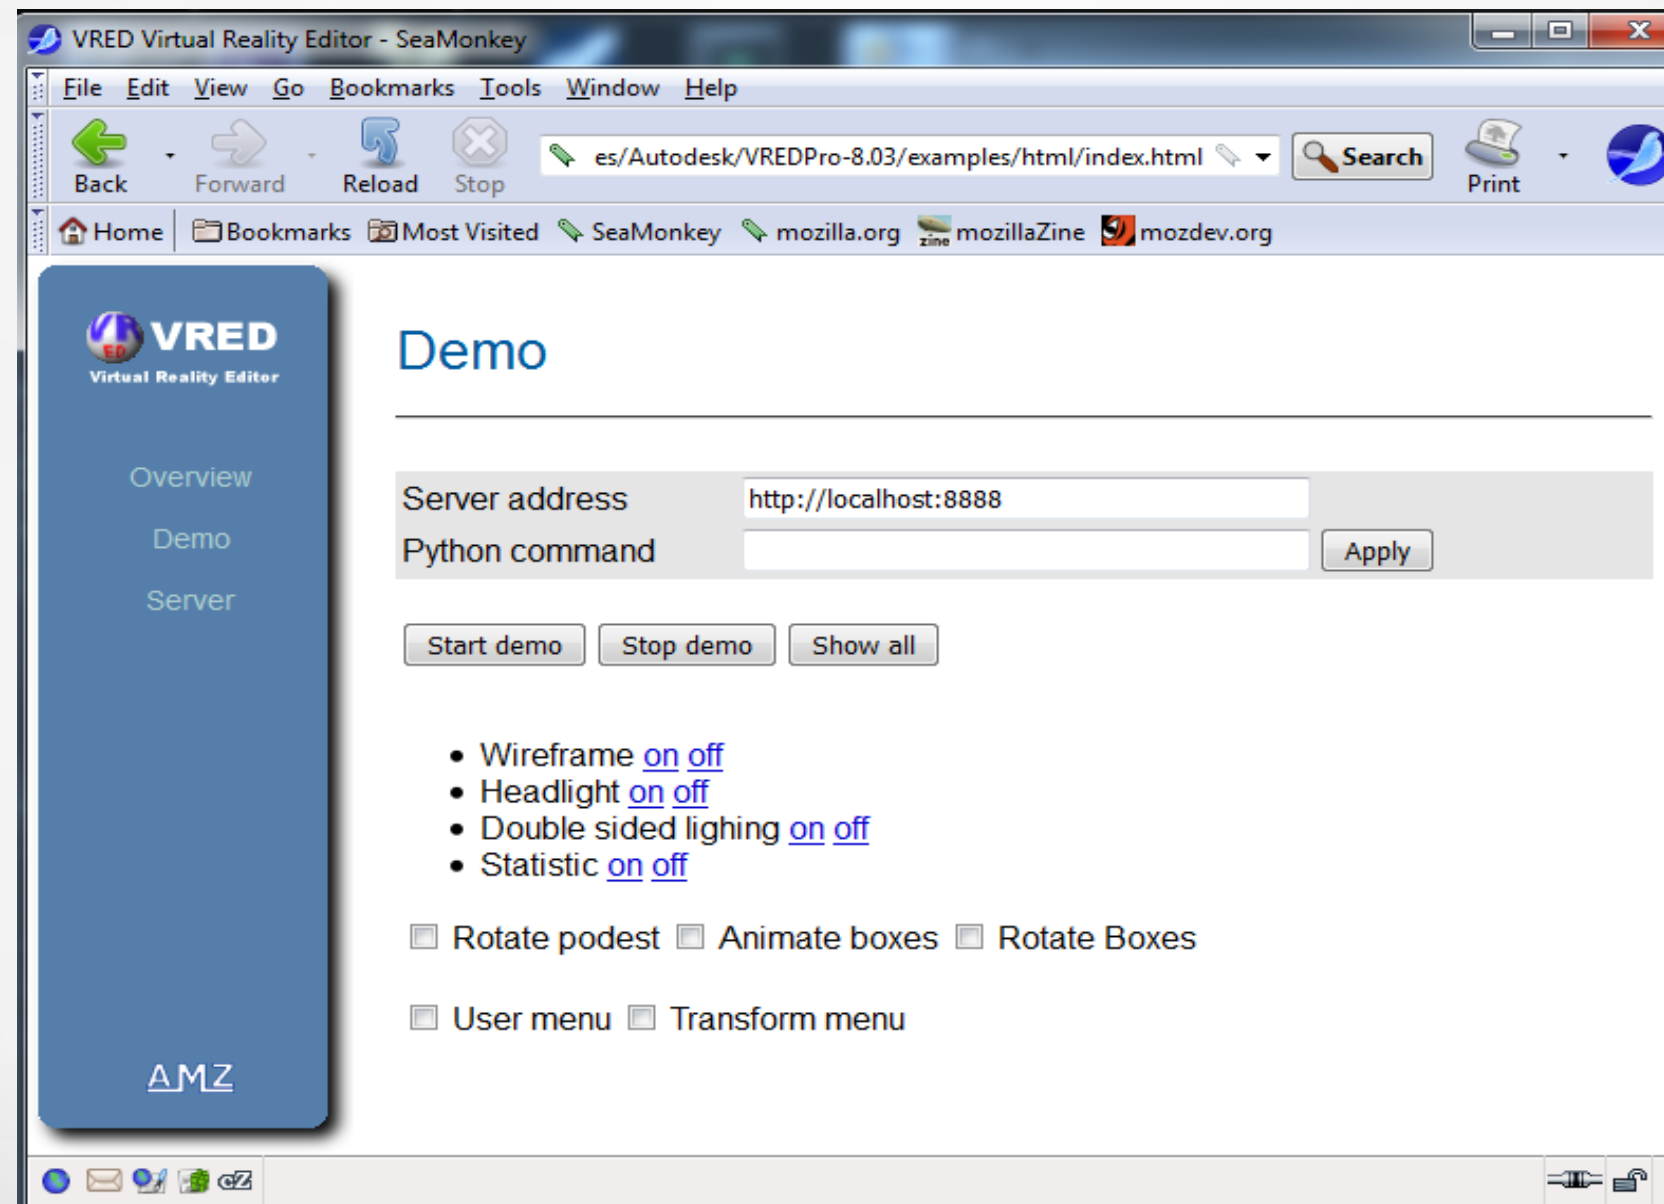 VRED Virtual Reality Editor - SeaMonkey
File Edit View Go Bookmarks Tools Window Help
Back Forward Reload Stop es/Autodesk/VREDPro-8.03/examples/html/index.html Search Print
Home Bookmarks Most Visited SeaMonkey mozilla.org zine mozillaZine mozdev.org
VR ED VRED
Virtual Reality Editor
Overview
Demo
Server
AMZ
Demo
Server address http://localhost:8888
Python command Apply
Start demo Stop demo Show all
• Wireframe on off
• Headlight on off
• Double sided lighing on off
• Statistic on off
Rotate podest Animate boxes Rotate Boxes
User menu Transform menu
cZ